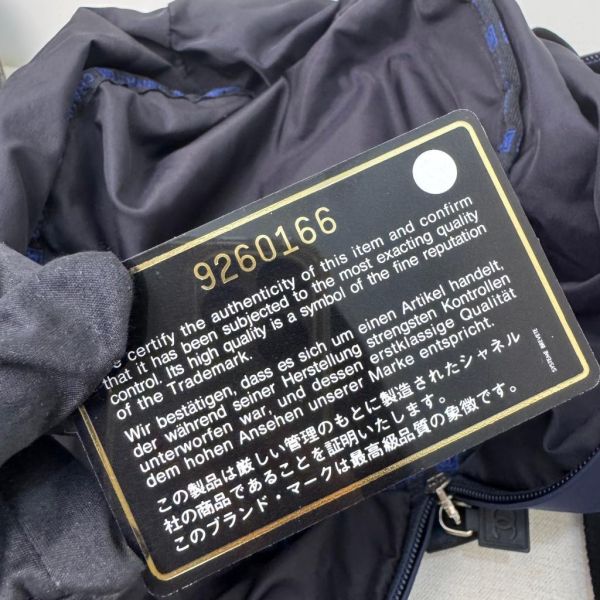 9260166
certify the authenticity of this item and confirm
that it has been subjected to the most exacting quality
control. Its high quality is a symbol of the fine reputation
of the Trademark.
Wir bestätigen, dass es sich um einen Artikel handelt,
der während seiner Herstellung strengsten Kontrollen
unterworfen war, und dessen erstklassige Qualität
dem hohen Ansehen unserer Marke entspricht.
この製品は厳しい管理のもとに製造されたシャネル
社の商品であることを証明いたします。
このブランド・マークは最高級品質の象徴です。
SYSTEME BREVETE